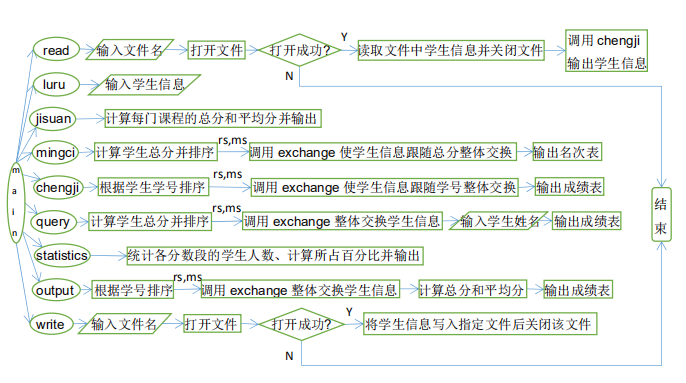 read 输入文件名 打开文件 打开成功? Y 读取文件中学生信息并关闭文件 调用 chengji
输出学生信息
N
luru 输入学生信息
jisuan 计算每门课程的总分和平均分并输出
mingci 计算学生总分并排序 rs,ms 调用 exchange 使学生信息跟随总分整体交换 输出名次表
main
chengji 根据学生学号排序 rs,ms 调用 exchange 使学生信息跟随学号整体交换 输出成绩表
query 计算学生总分并排序 rs,ms 调用 exchange 整体交换学生信息 输入学生姓名 输出成绩表
结束
statistics 统计各分数段的学生人数、计算所占百分比并输出
output 根据学号排序 rs,ms 调用 exchange 整体交换学生信息 计算总分和平均分 输出成绩表
write 输入文件名 打开文件 打开成功? Y 将学生信息写入指定文件后关闭该文件
N